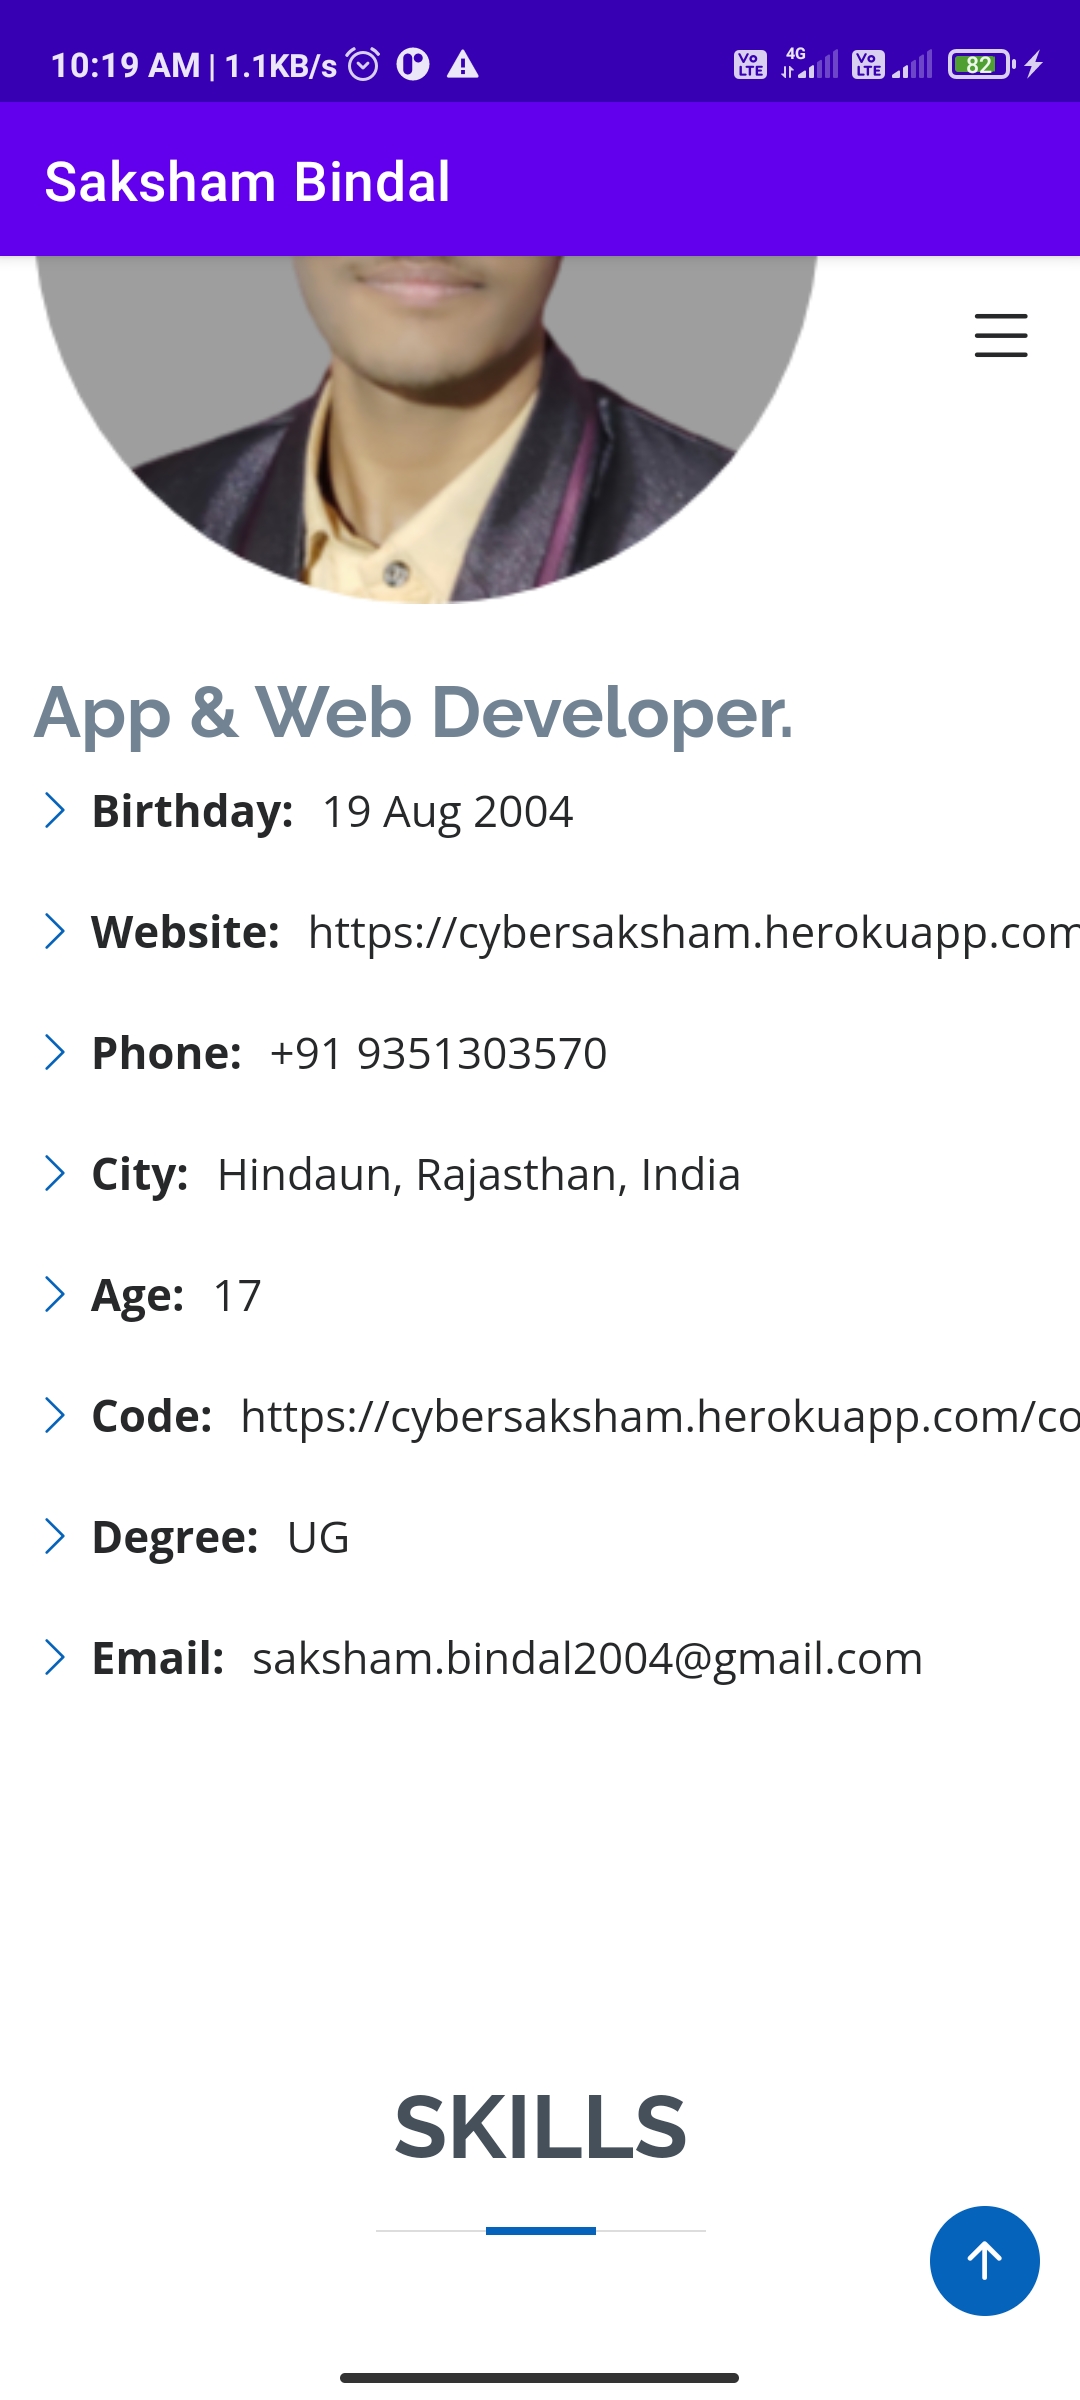 10:19 AM | 1.1KB/s Vo LTE 4G Vo LTE 82
Saksham Bindal
App & Web Developer.
Birthday: 19 Aug 2004
Website: https://cybersaksham.herokuapp.com
Phone: +91 9351303570
City: Hindaun, Rajasthan, India
Age: 17
Code: https://cybersaksham.herokuapp.com/co
Degree: UG
Email: saksham.bindal2004@gmail.com
SKILLS